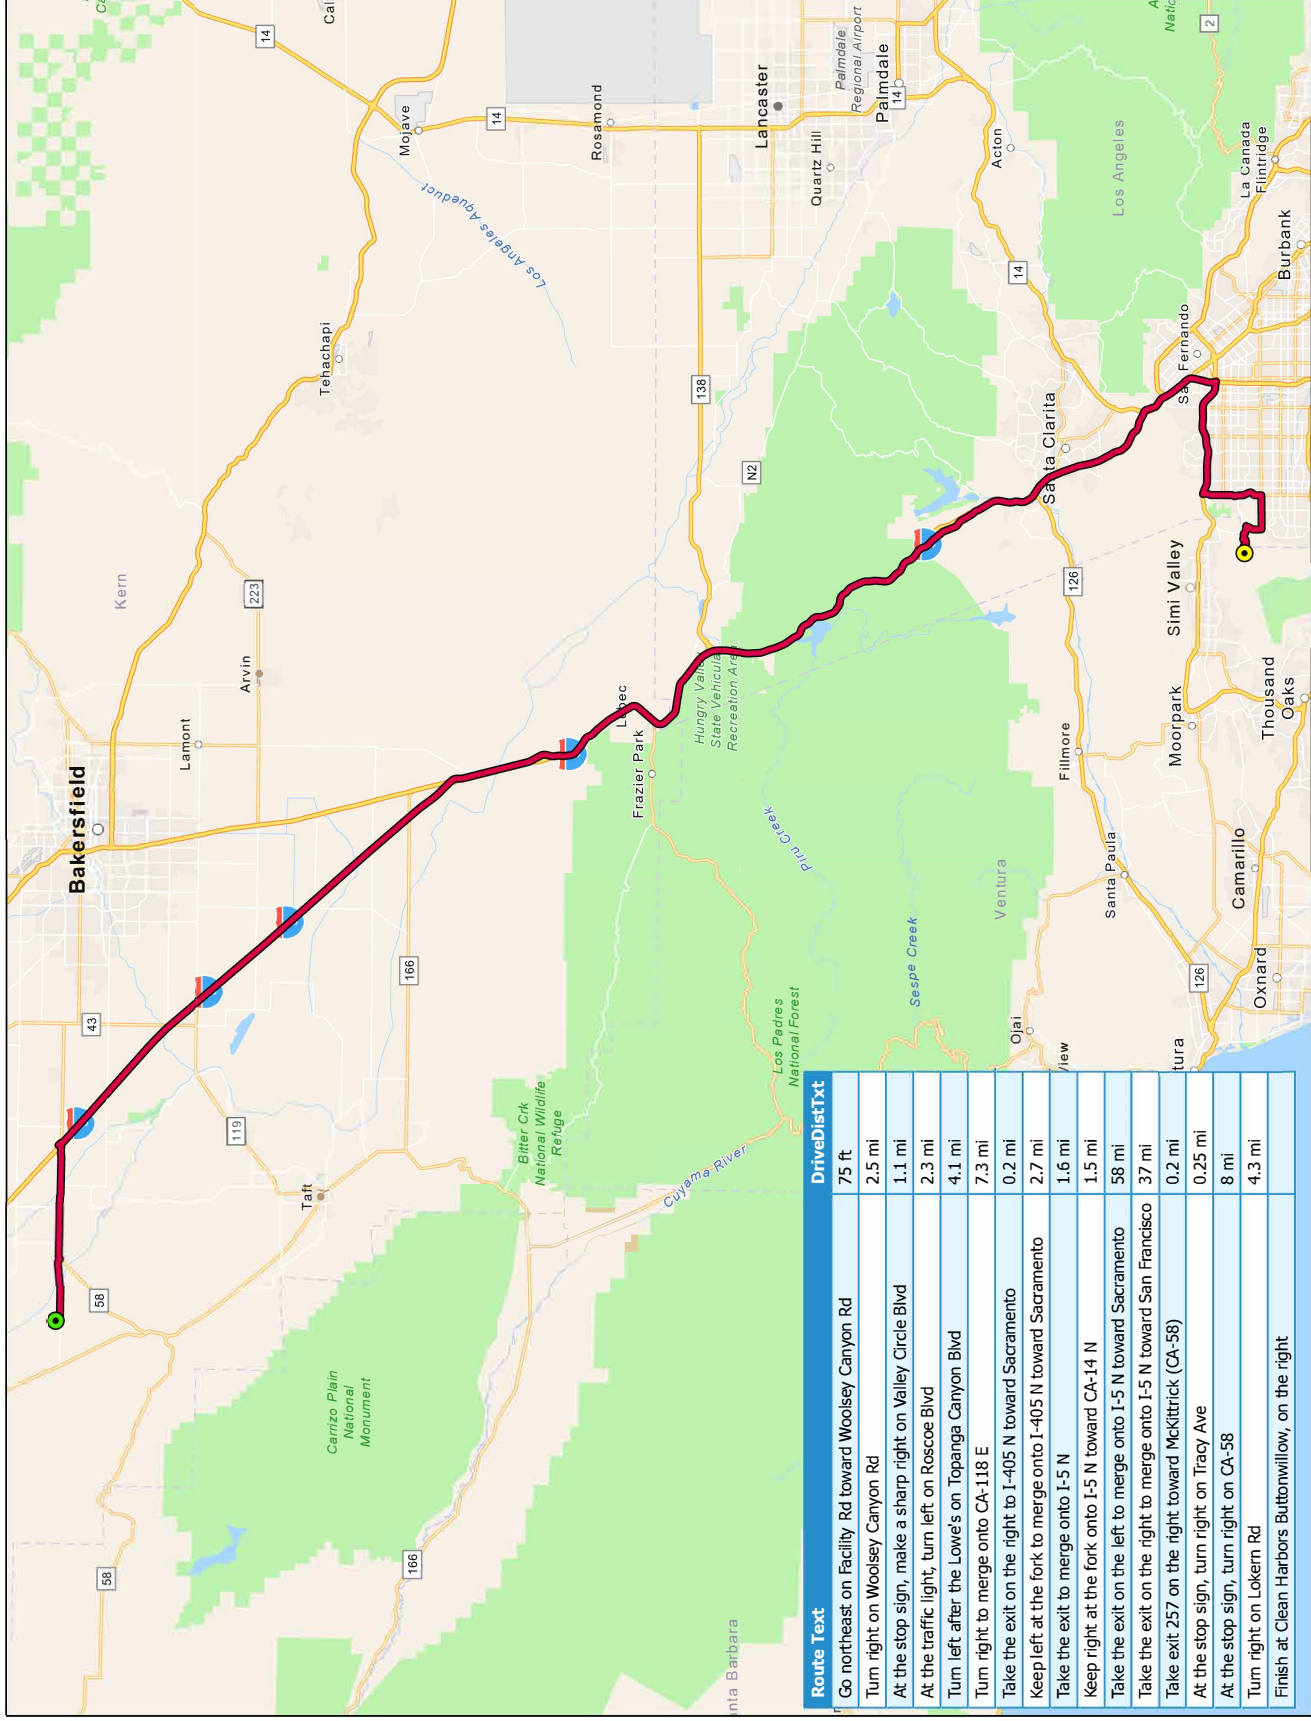 14
Mojave
14
Rosamond
Lancaster
Palmdale
Regional Airport
Palmdale
14
Quartz Hill
Acton
Los Angeles
2
La Canada
Flintridge
Burbank
Los Angeles Aqueduct
Tehachapi
138
N2
14
Santa Clarita
Kern
223
Arvin
Lamont
Bakersfield
Frazier Park
Hungry Valley
State Vehicular
Recreation Area
126
Simi Valley
Moorpark
Thousand
Oaks
Fillmore
Piru Creek
Ventura
Santa Paula
Camarillo
Sespe Creek
43
166
126
Oxnard
Ojai
Los Padres
National Forest
119
Taft
Bitter Crk
National Wildlife
Refuge
Cuyama River
58
Carrizo Plain
National
Monument
58
166
nta Barbara
Route Text DriveDistTxt
Go northeast on Facility Rd toward Woolsey Canyon Rd 75 ft
Turn right on Woolsey Canyon Rd 2.5 mi
At the stop sign, make a sharp right on Valley Circle Blvd 1.1 mi
At the traffic light, turn left on Roscoe Blvd 2.3 mi
Turn left after the Lowe's on Topanga Canyon Blvd 4.1 mi
Turn right to merge onto CA-118 E 7.3 mi
Take the exit on the right to I-405 N toward Sacramento 0.2 mi
Keep left at the fork to merge onto I-405 N toward Sacramento 2.7 mi
Take the exit to merge onto I-5 N 1.6 mi
Keep right at the fork onto I-5 N toward CA-14 N 1.5 mi
Take the exit on the left to merge onto I-5 N toward Sacramento 58 mi
Take the exit on the right to merge onto I-5 N toward San Francisco 37 mi
Take exit 257 on the right toward McKittrick (CA-58) 0.2 mi
At the stop sign, turn right on Tracy Ave 0.25 mi
At the stop sign, turn right on CA-58 8 mi
Turn right on Lokern Rd 4.3 mi
Finish at Clean Harbors Buttonwillow, on the right